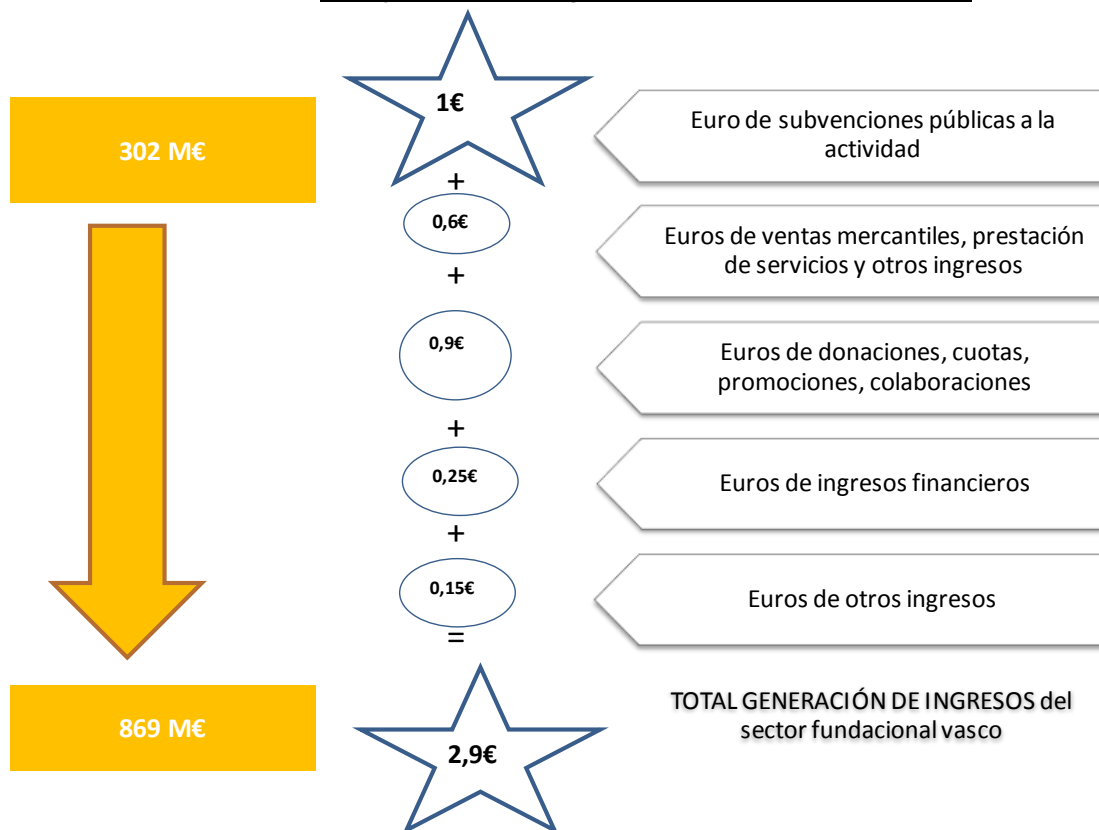 302 M€
1€
Euro de subvenciones públicas a la
actividad
+
0,6€
Euros de ventas mercantiles, prestación
de servicios y otros ingresos
+
0,9€
Euros de donaciones, cuotas,
promociones, colaboraciones
+
0,25€
Euros de ingresos financieros
+
0,15€
Euros de otros ingresos
=
869 M€
2,9€
TOTAL GENERACIÓN DE INGRESOS del
sector fundacional vasco